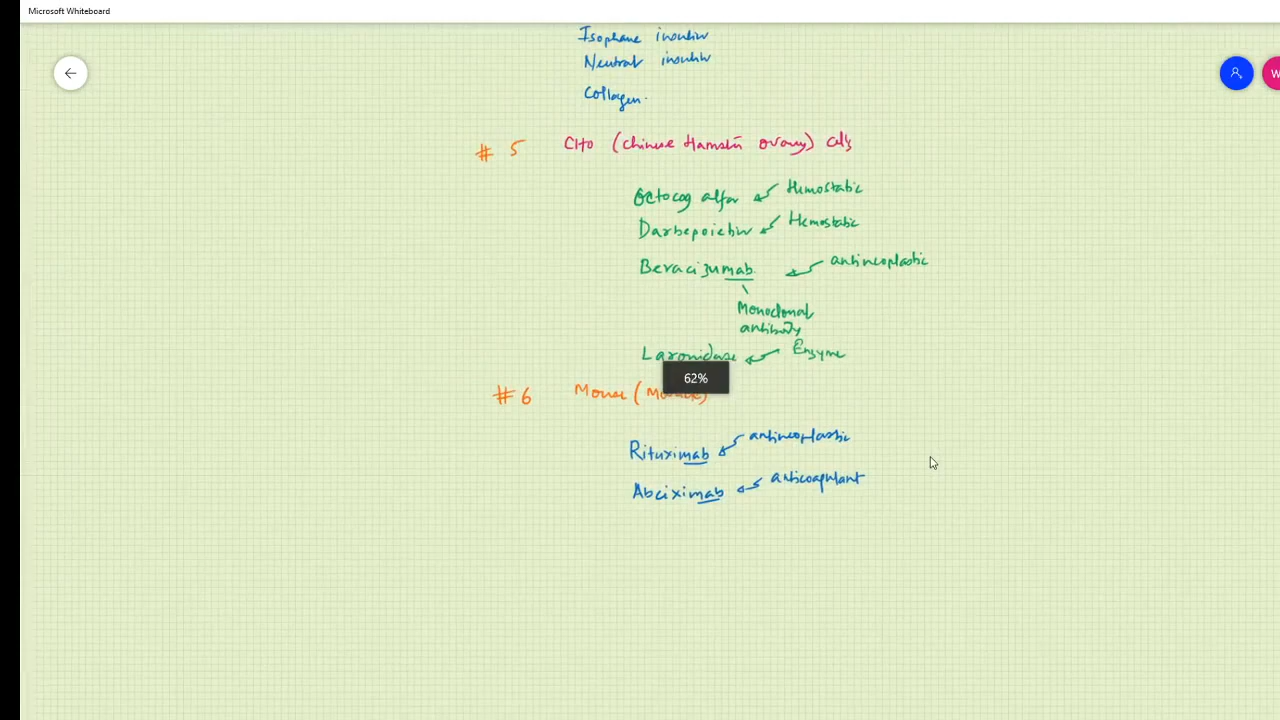 Microsoft Whiteboard
Isophane insulin
Neutral insulin
Collagen.
# 5 CHO (Chinese Hamster ovary) cells
Octocog alfa Hemostatic
Darbepoietin Hemostatic
Beracizumab antineoplastic
Monoclonal
antibody
Laronidase Enzyme
62%
# 6 Mouse
Rituximab antineoplastic
Abciximab anticoagulant
W